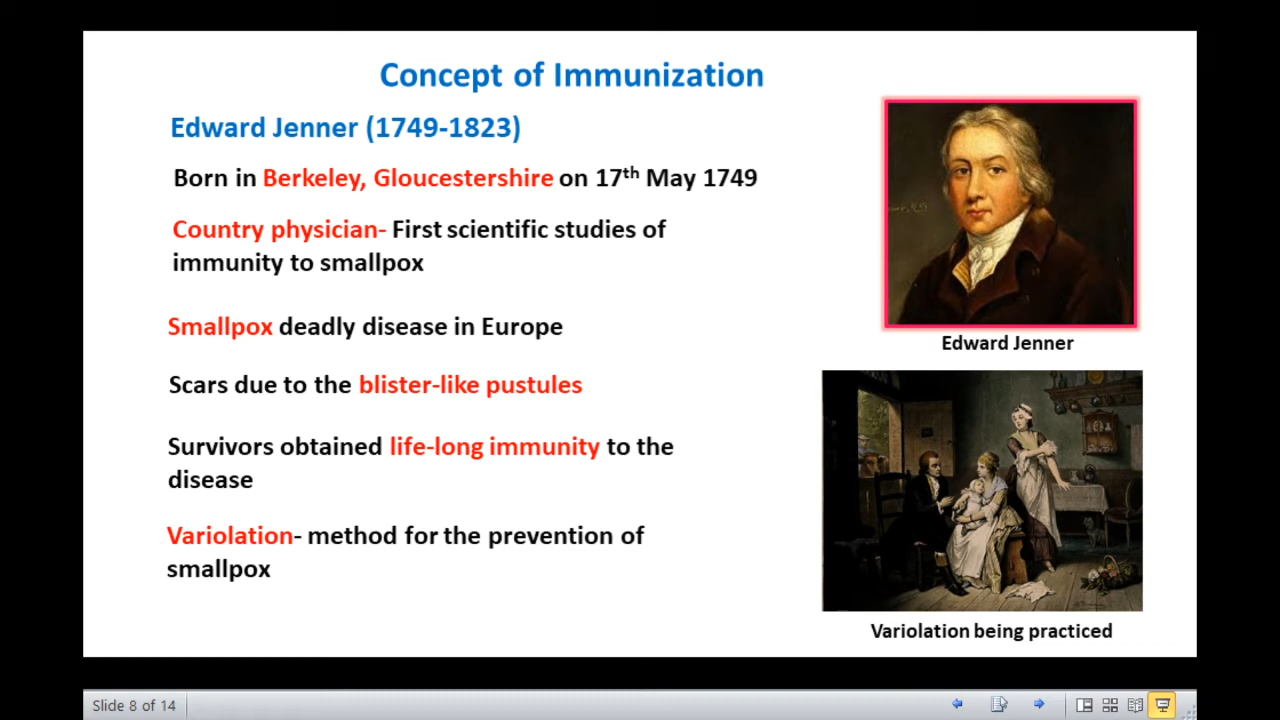 Concept of Immunization
Edward Jenner (1749-1823)
Born in Berkeley, Gloucestershire on 17th May 1749
Country physician- First scientific studies of
immunity to smallpox
Smallpox deadly disease in Europe
Scars due to the blister-like pustules
Survivors obtained life-long immunity to the
disease
Variolation- method for the prevention of
smallpox
Edward Jenner
Variolation being practiced
Slide 8 of 14